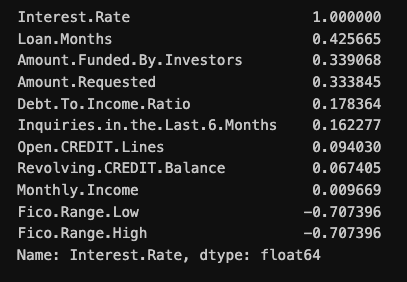 Interest.Rate                     1.000000
Loan.Months                       0.425665
Amount.Funded.By.Investors        0.339068
Amount.Requested                  0.333845
Debt.To.Income.Ratio              0.178364
Inquiries.in.the.Last.6.Months    0.162277
Open.CREDIT.Lines                 0.094030
Revolving.CREDIT.Balance          0.067405
Monthly.Income                    0.009669
Fico.Range.Low                   -0.707396
Fico.Range.High                  -0.707396
Name: Interest.Rate, dtype: float64